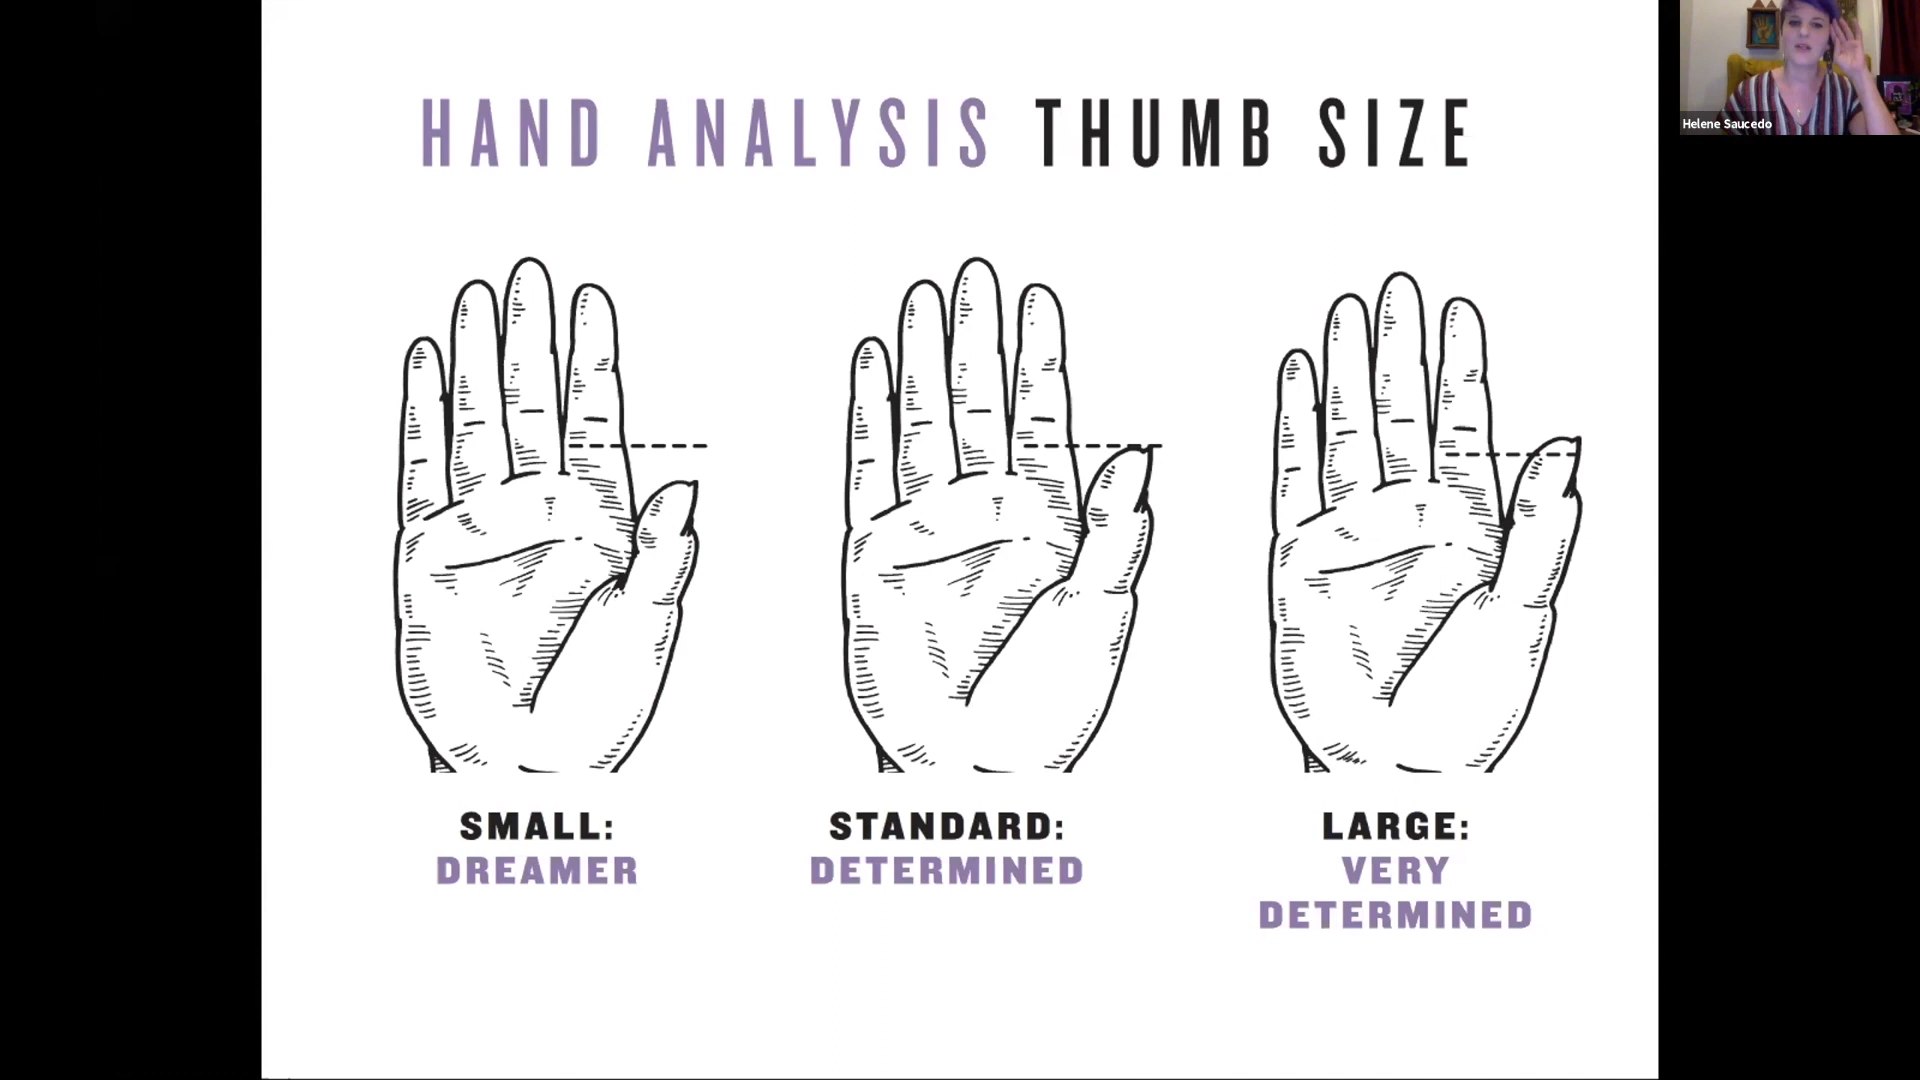 HAND ANALYSIS THUMB SIZE
Helene Saucedo
SMALL:
DREAMER
STANDARD:
DETERMINED
LARGE:
VERY
DETERMINED